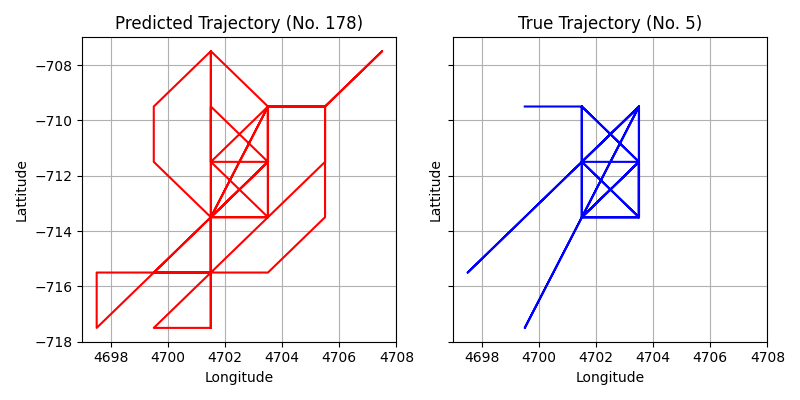 Predicted Trajectory (No. 178)
True Trajectory (No. 5)
Lattitude
−708
−710
−712
−714
−716
−718
4698 4700 4702 4704 4706 4708
Longitude
Lattitude
4698 4700 4702 4704 4706 4708
Longitude